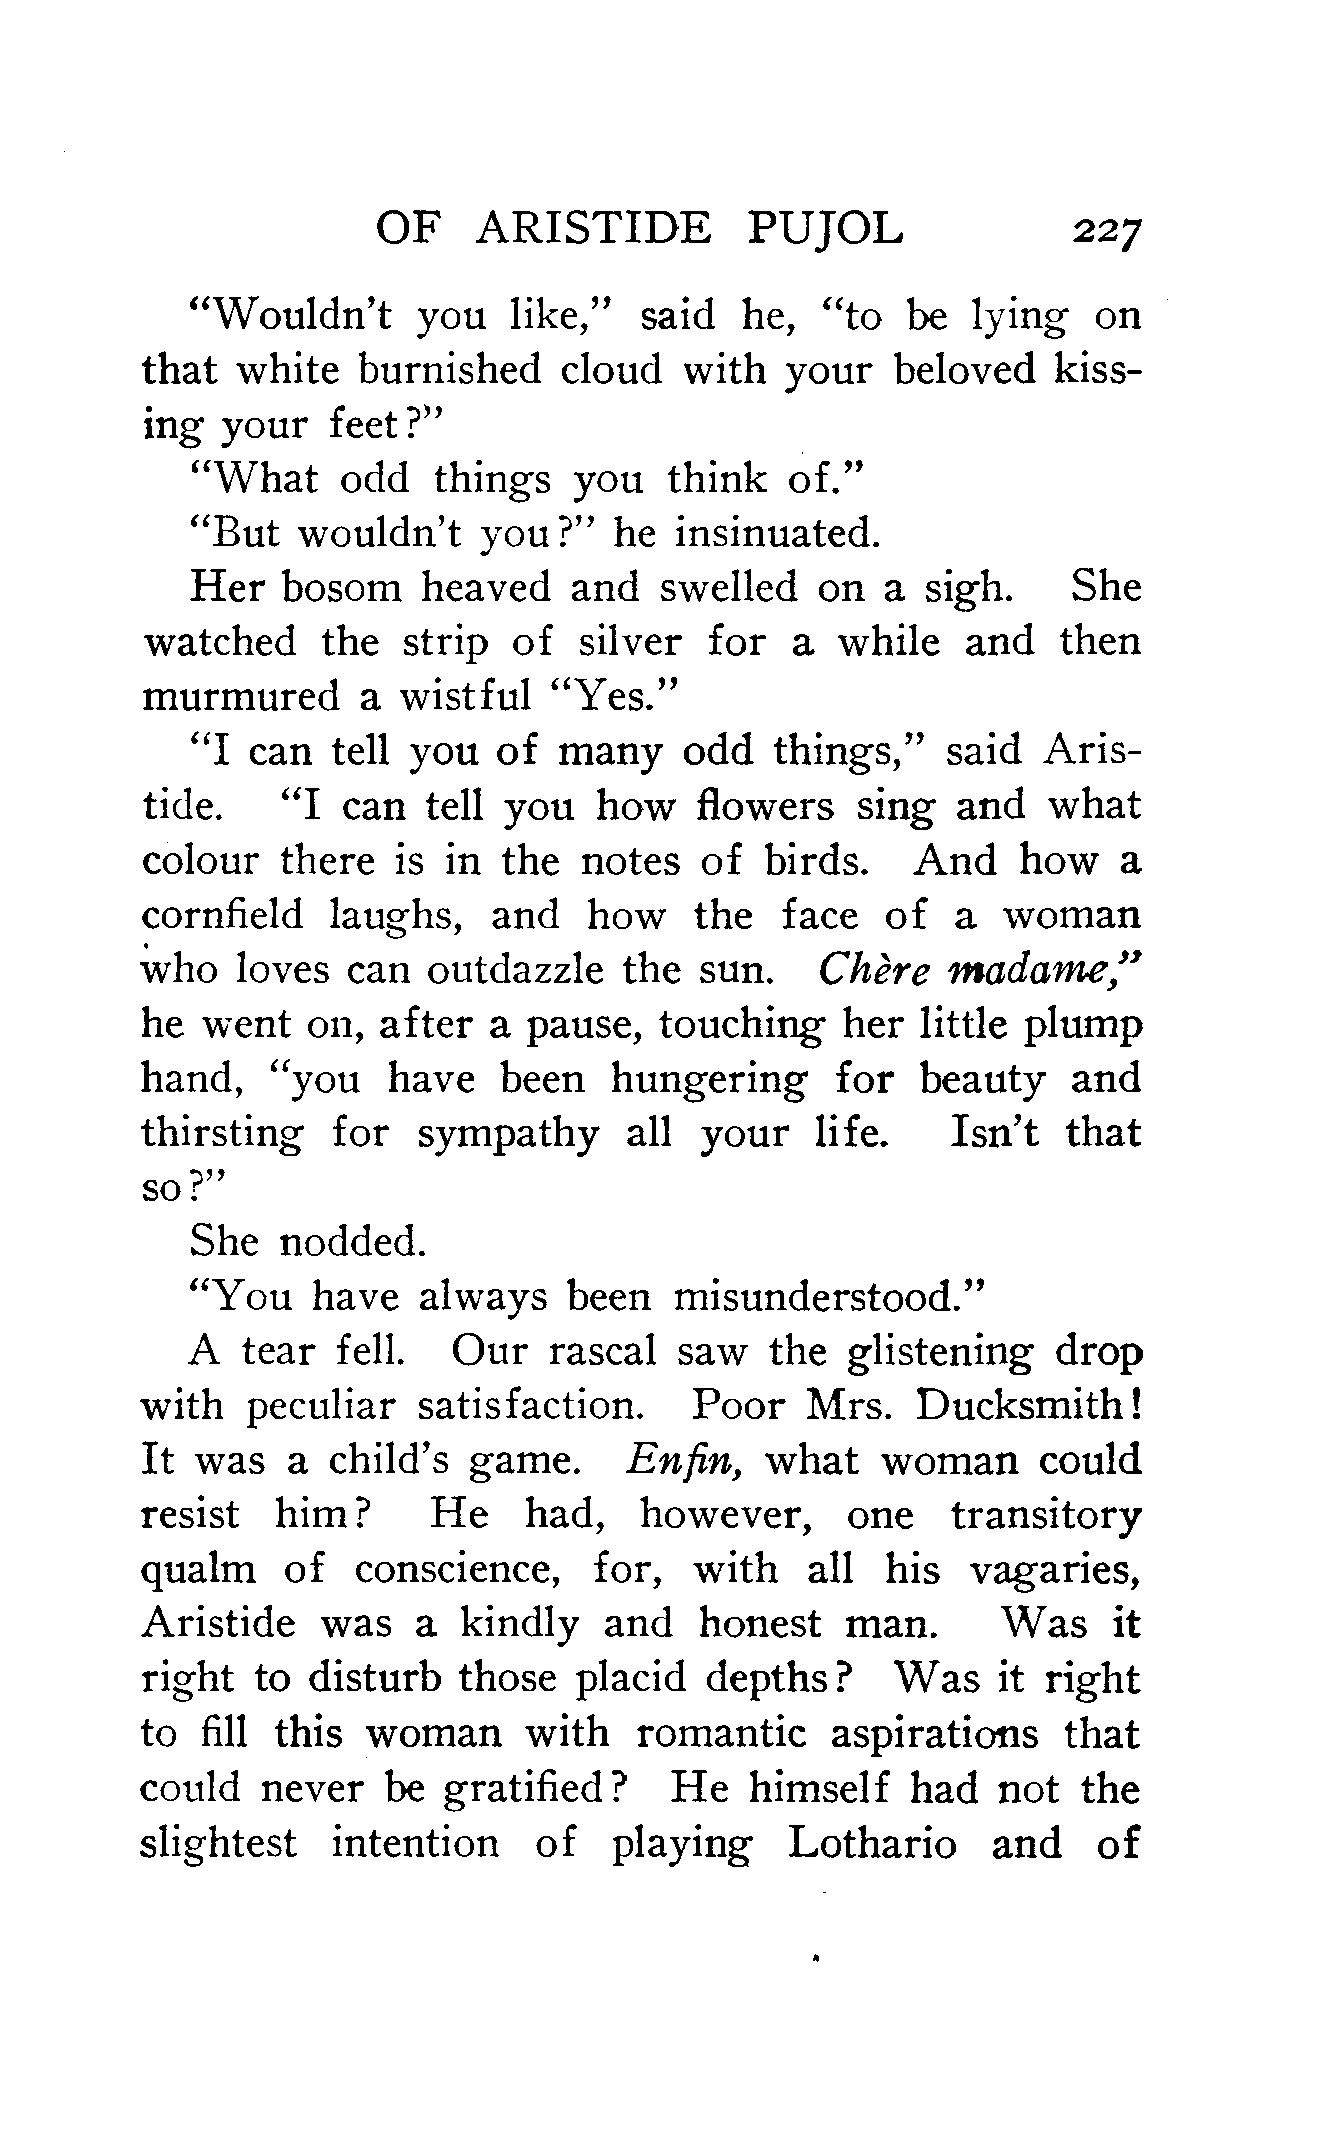 OF ARISTIDE PUJOL 227
"Wouldn't you like," said he, "to be lying on
that white burnished cloud with your beloved kiss-
ing your feet?"
"What odd things you think of."
"But wouldn't you?" he insinuated.
Her bosom heaved and swelled on a sigh. She
watched the strip of silver for a while and then
murmured a wistful "Yes."
"I can tell you of many odd things," said Aris-
tide. "I can tell you how flowers sing and what
colour there is in the notes of birds. And how a
cornfield laughs, and how the face of a woman
who loves can outdazzle the sun. Chère madame,"
he went on, after a pause, touching her little plump
hand, "you have been hungering for beauty and
thirsting for sympathy all your life. Isn't that
so?"
She nodded.
"You have always been misunderstood."
A tear fell. Our rascal saw the glistening drop
with peculiar satisfaction. Poor Mrs. Ducksmith!
It was a child's game. Enfin, what woman could
resist him? He had, however, one transitory
qualm of conscience, for, with all his vagaries,
Aristide was a kindly and honest man. Was it
right to disturb those placid depths? Was it right
to fill this woman with romantic aspirations that
could never be gratified? He himself had not the
slightest intention of playing Lothario and of